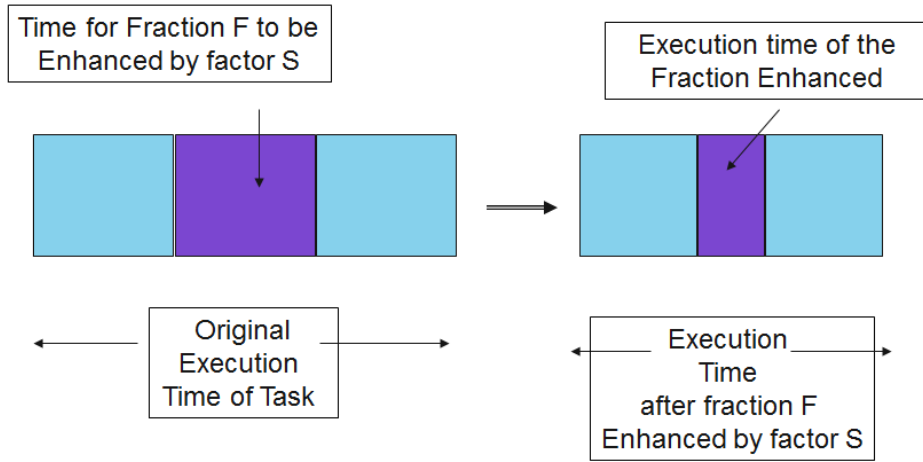 Time for Fraction F to be
Enhanced by factor S
Execution time of the
Fraction Enhanced
Original
Execution
Time of Task
Execution
Time
after fraction F
Enhanced by factor S